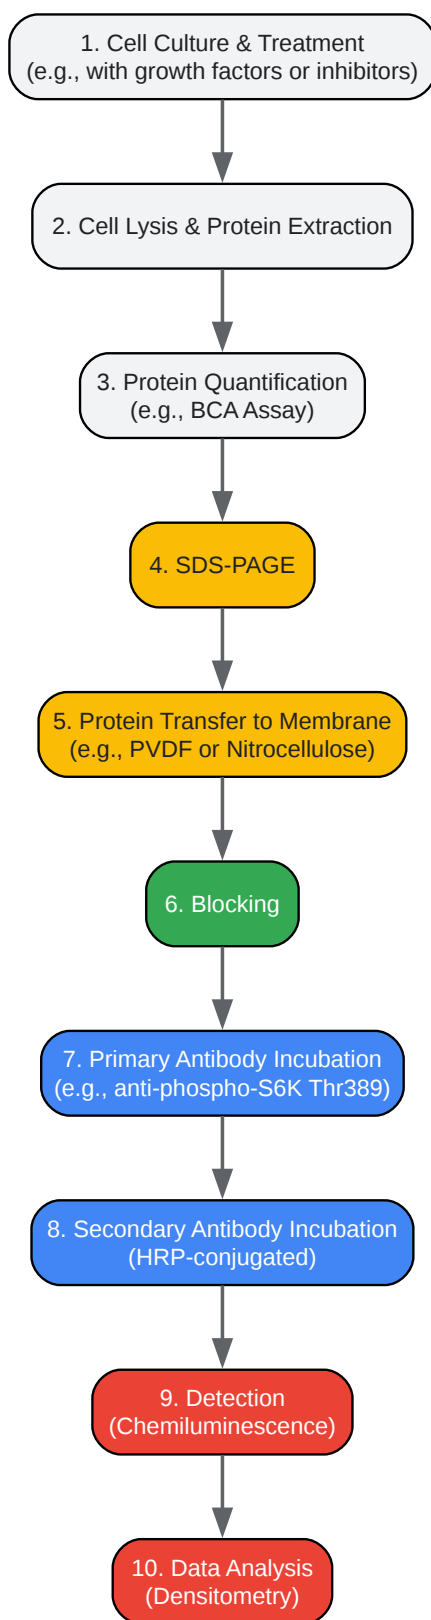 1. Cell Culture & Treatment
(e.g., with growth factors or inhibitors)
2. Cell Lysis & Protein Extraction
3. Protein Quantification
(e.g., BCA Assay)
4. SDS-PAGE
5. Protein Transfer to Membrane
(e.g., PVDF or Nitrocellulose)
6. Blocking
7. Primary Antibody Incubation
(e.g., anti-phospho-S6K Thr389)
8. Secondary Antibody Incubation
(HRP-conjugated)
9. Detection
(Chemiluminescence)
10. Data Analysis
(Densitometry)